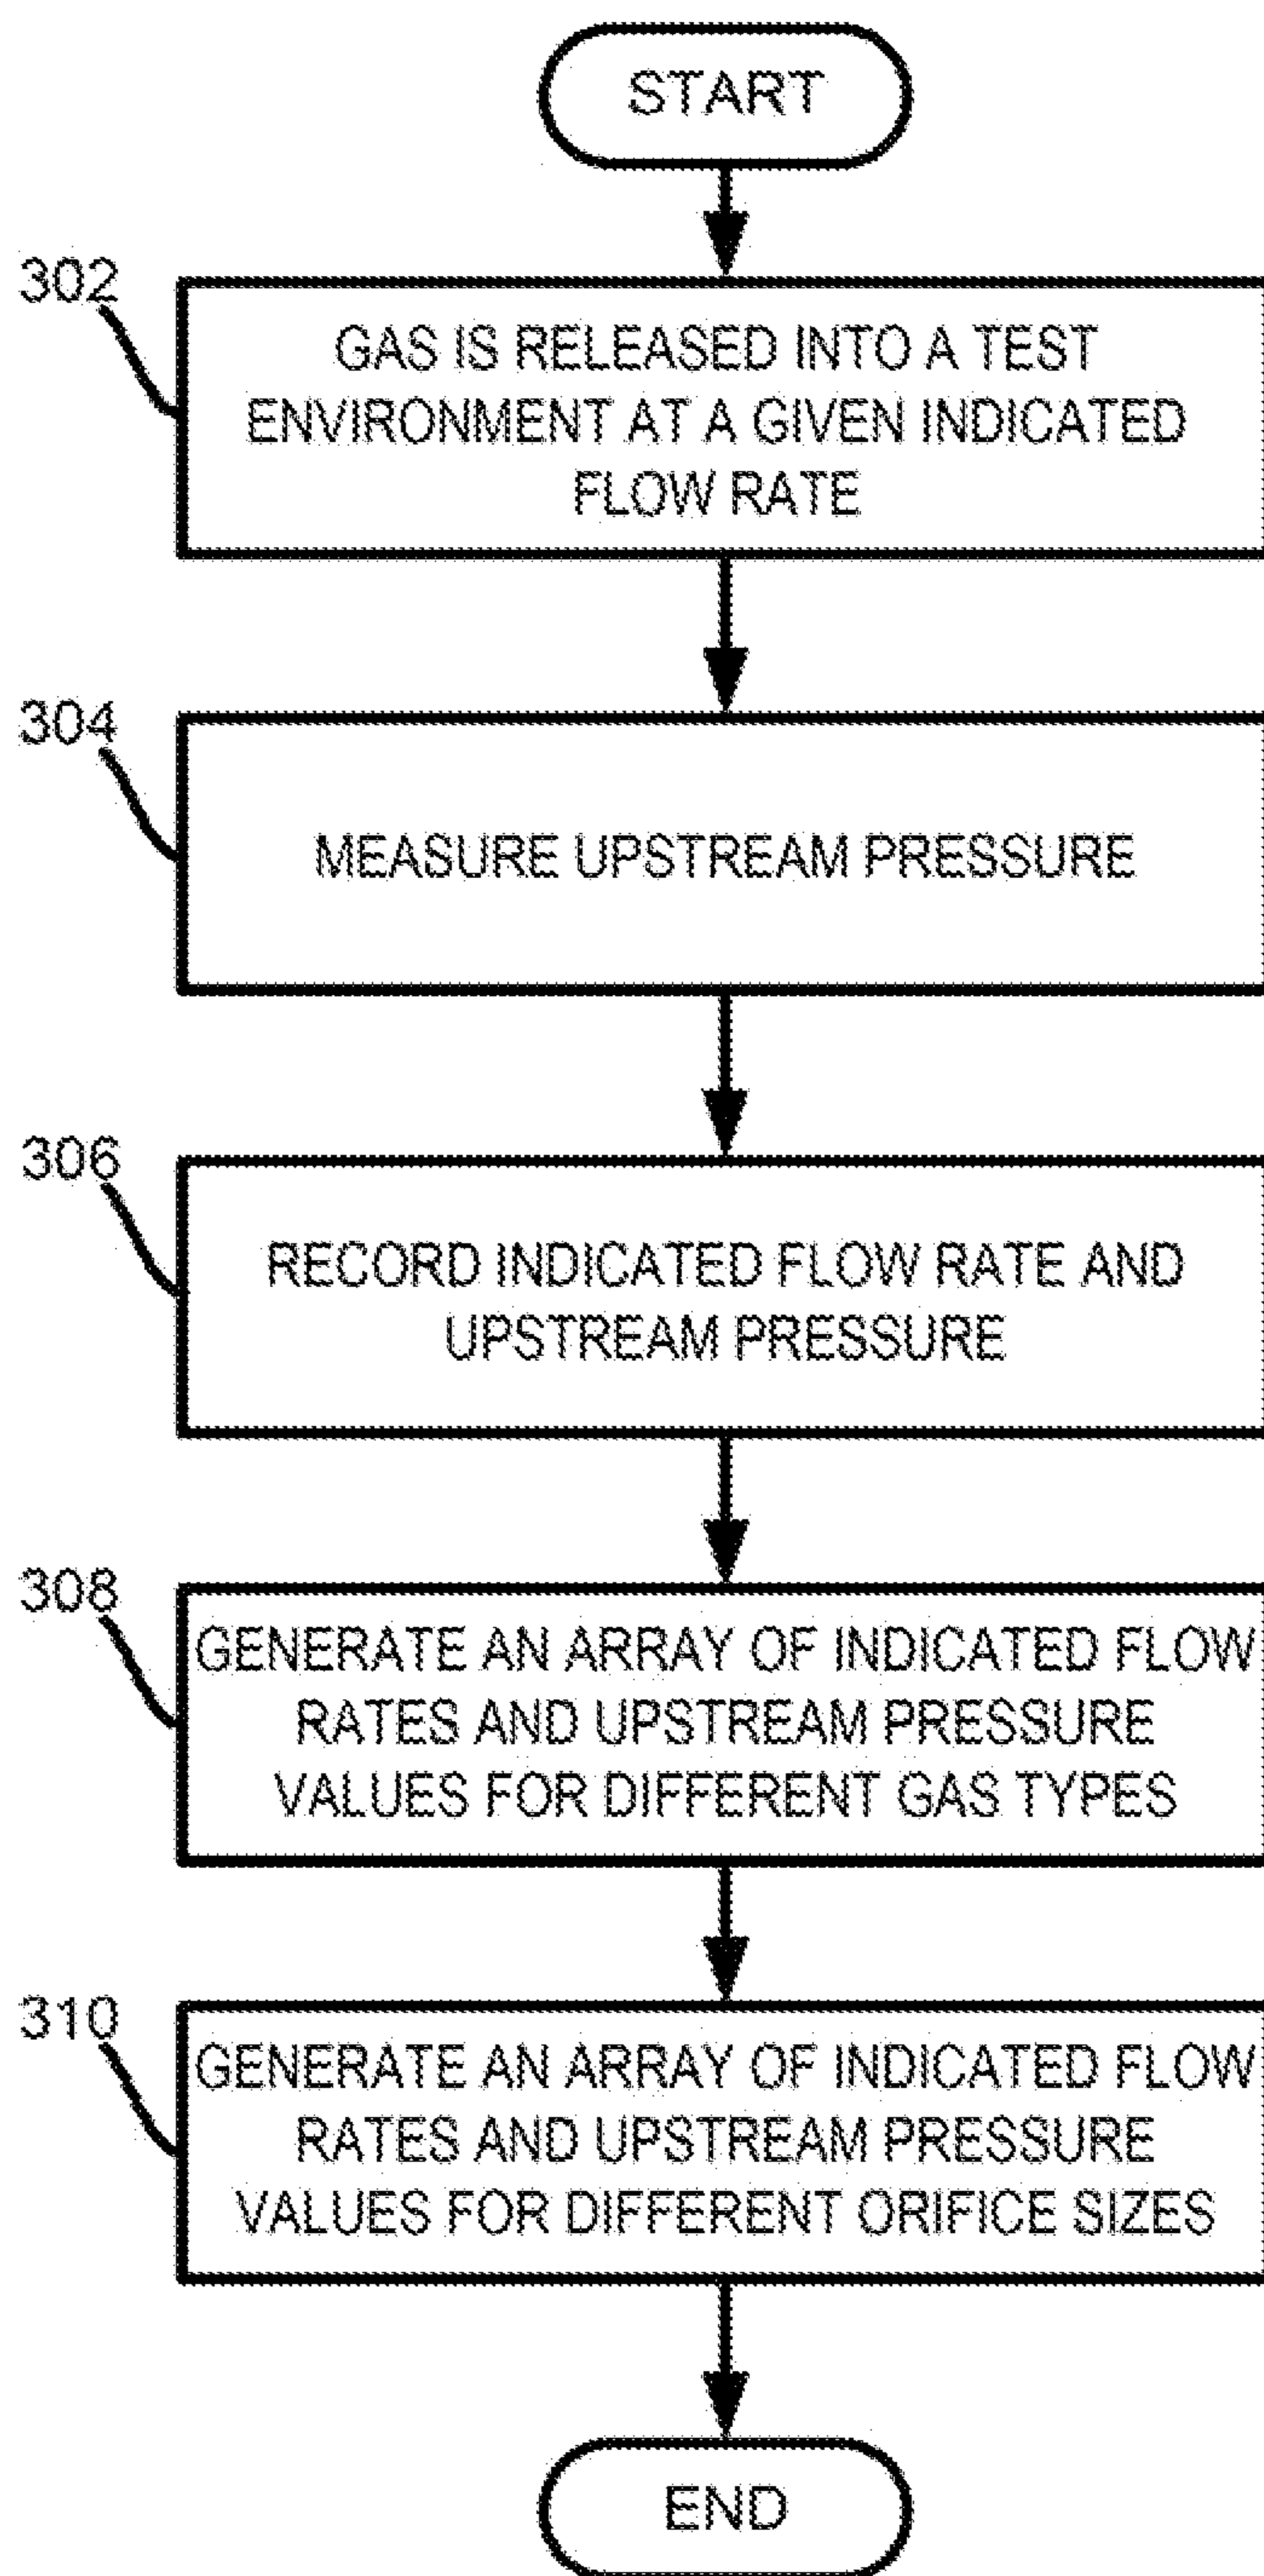 START
302
GAS IS RELEASED INTO A TEST
ENVIRONMENT AT A GIVEN INDICATED
FLOW RATE
304
MEASURE UPSTREAM PRESSURE
306
RECORD INDICATED FLOW RATE AND
UPSTREAM PRESSURE
308
GENERATE AN ARRAY OF INDICATED FLOW
RATES AND UPSTREAM PRESSURE
VALUES FOR DIFFERENT GAS TYPES
310
GENERATE AN ARRAY OF INDICATED FLOW
RATES AND UPSTREAM PRESSURE
VALUES FOR DIFFERENT ORIFICE SIZES
END